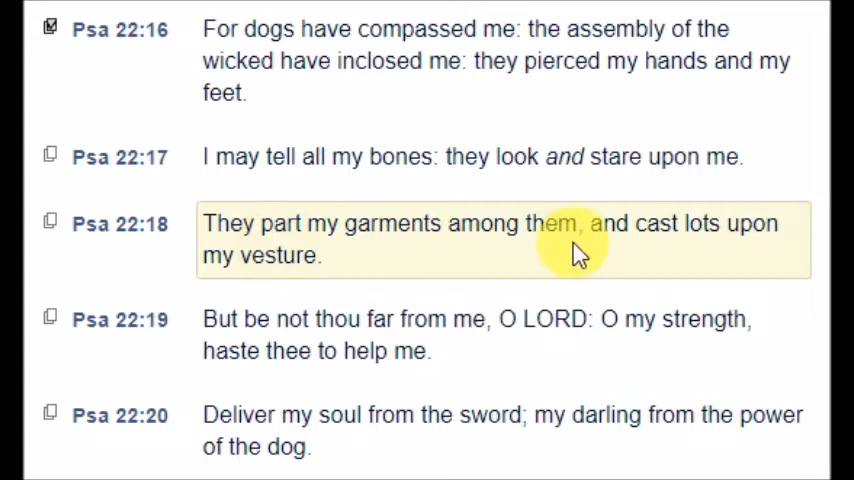 Psa 22:16 For dogs have compassed me: the assembly of the
wicked have inclosed me: they pierced my hands and my
feet.
Psa 22:17 I may tell all my bones: they look and stare upon me.
Psa 22:18 They part my garments among them, and cast lots upon
my vesture.
Psa 22:19 But be not thou far from me, O LORD: O my strength,
haste thee to help me.
Psa 22:20 Deliver my soul from the sword; my darling from the power
of the dog.